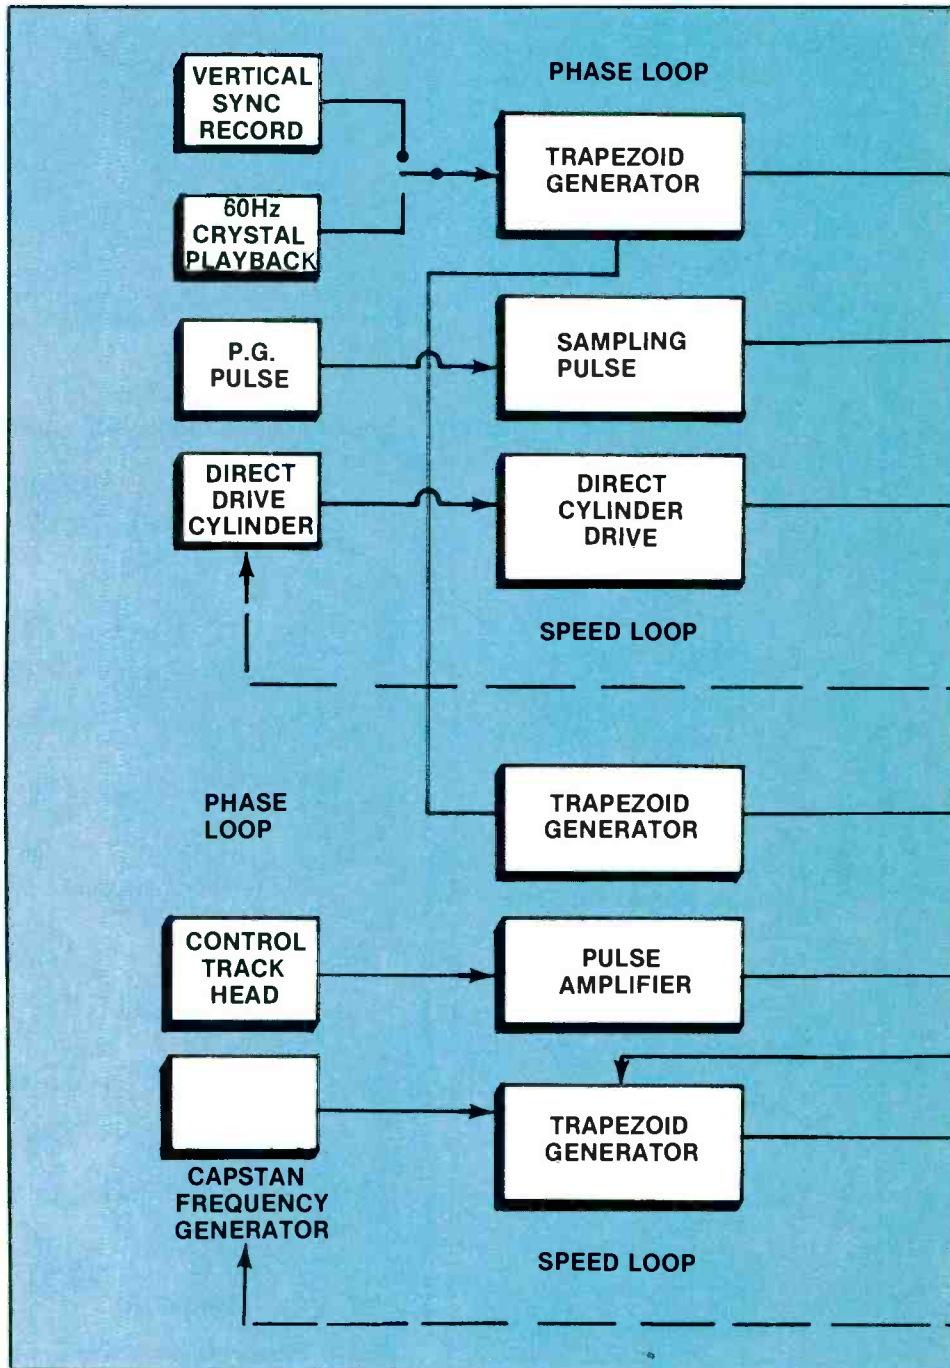 PHASE LOOP
VERTICAL
SYNC
RECORD
TRAPEZOID
GENERATOR
60Hz
CRYSTAL
PLAYBACK
P.G.
PULSE
SAMPLING
PULSE
DIRECT
DRIVE
CYLINDER
DIRECT
CYLINDER
DRIVE
SPEED LOOP
PHASE
LOOP
TRAPEZOID
GENERATOR
CONTROL
TRACK
HEAD
PULSE
AMPLIFIER
TRAPEZOID
GENERATOR
CAPSTAN
FREQUENCY
GENERATOR
SPEED LOOP